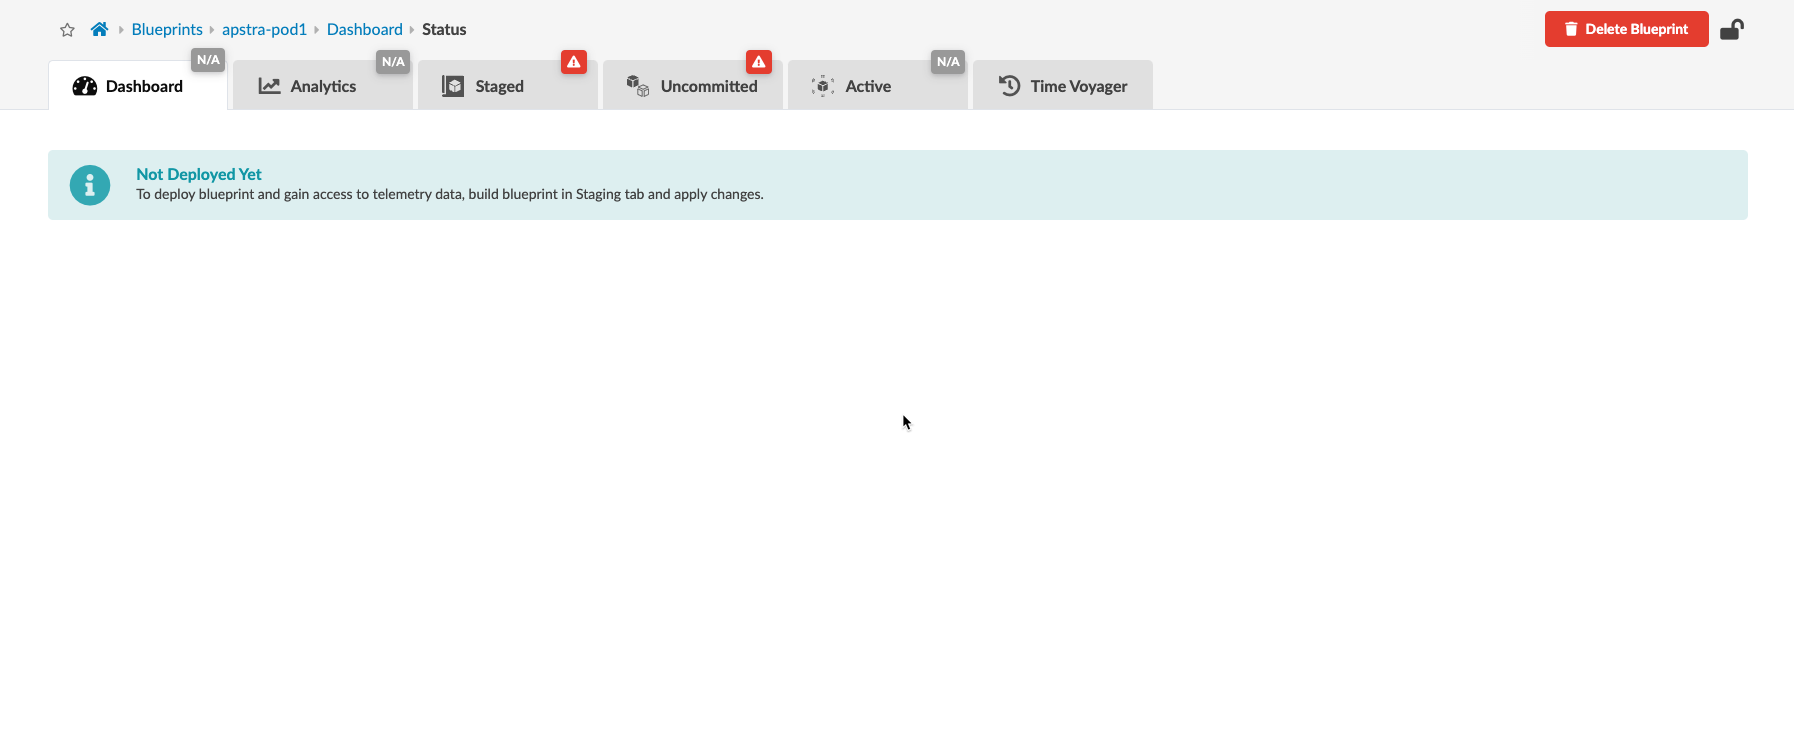 Blueprints apstra-pod1 Dashboard Status
Delete Blueprint
N/A
N/A
N/A
Dashboard
Analytics
Staged
Uncommitted
Active
Time Voyager
Not Deployed Yet
To deploy blueprint and gain access to telemetry data, build blueprint in Staging tab and apply changes.